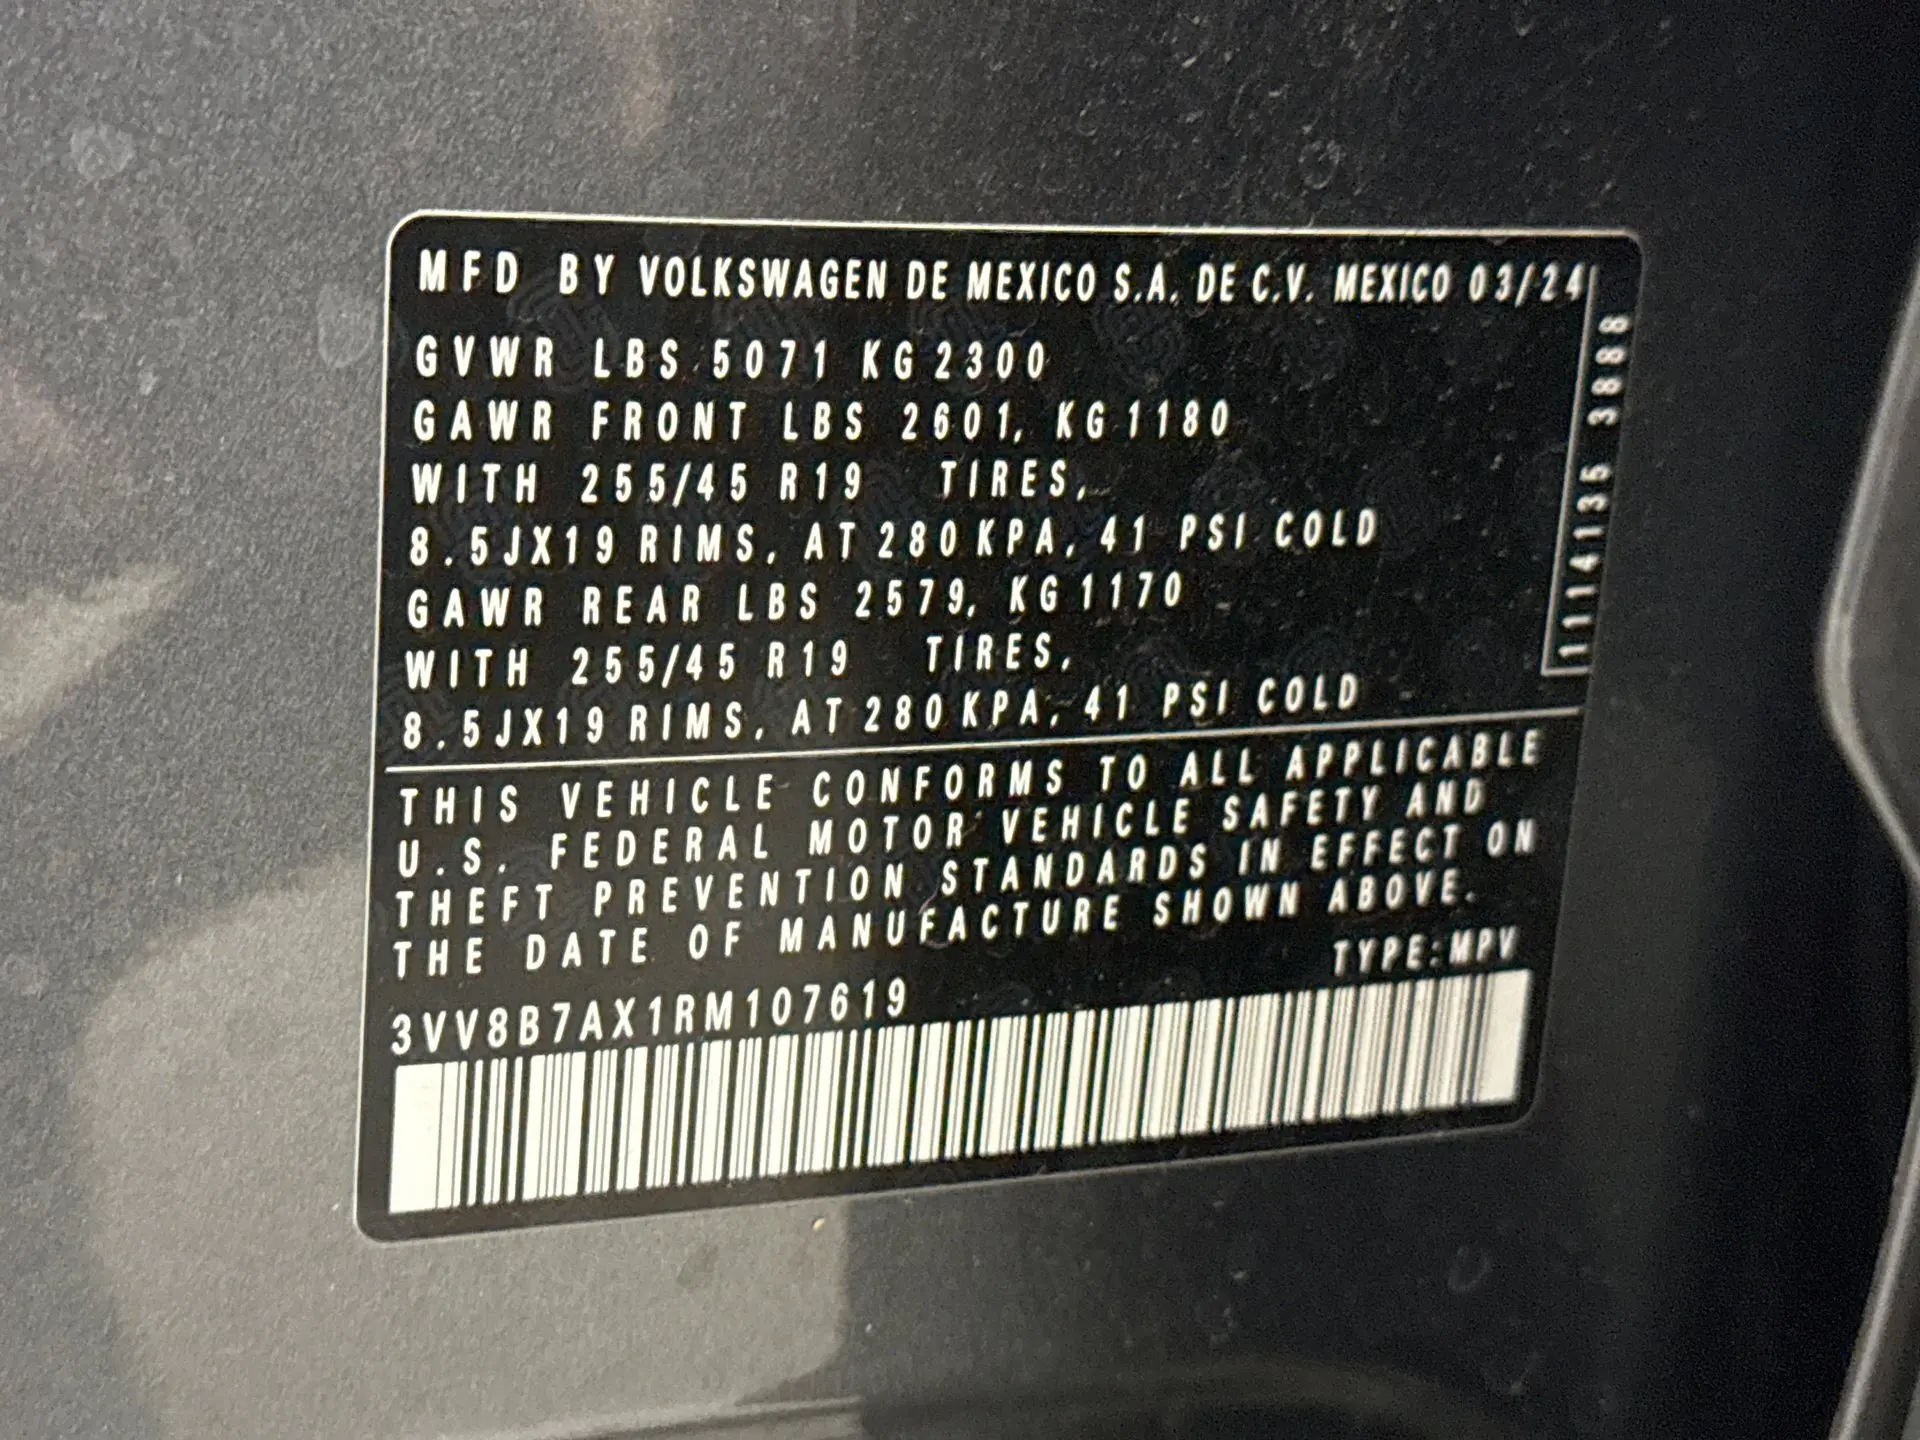 MFD BY VOLKSWAGEN DE MEXICO S.A. DE C.V. MEXICO 03/24
GVWR LBS 5071 KG 2300
GAWR FRONT LBS 2601, KG 1180
WITH 255/45 R19 TIRES,
8.5JX19 RIMS, AT 280 KPA, 41 PSI COLD
GAWR REAR LBS 2579, KG 1170
WITH 255/45 R19 TIRES,
8.5JX19 RIMS, AT 280 KPA, 41 PSI COLD
1114135 3888
THIS VEHICLE CONFORMS TO ALL APPLICABLE
U.S. FEDERAL MOTOR VEHICLE SAFETY AND
THEFT PREVENTION STANDARDS IN EFFECT ON
THE DATE OF MANUFACTURE SHOWN ABOVE.
TYPE:MPV
3VV8B7AX1RM107619